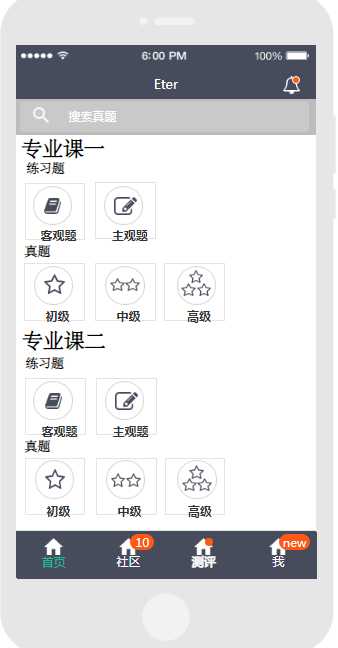 6:00 PM 100%
Eter
搜索真题
专业课一
练习题
客观题 主观题
真题
初级 中级 高级
专业课二
练习题
客观题 主观题
真题
初级 中级 高级
10 new
首页 社区 测评 我